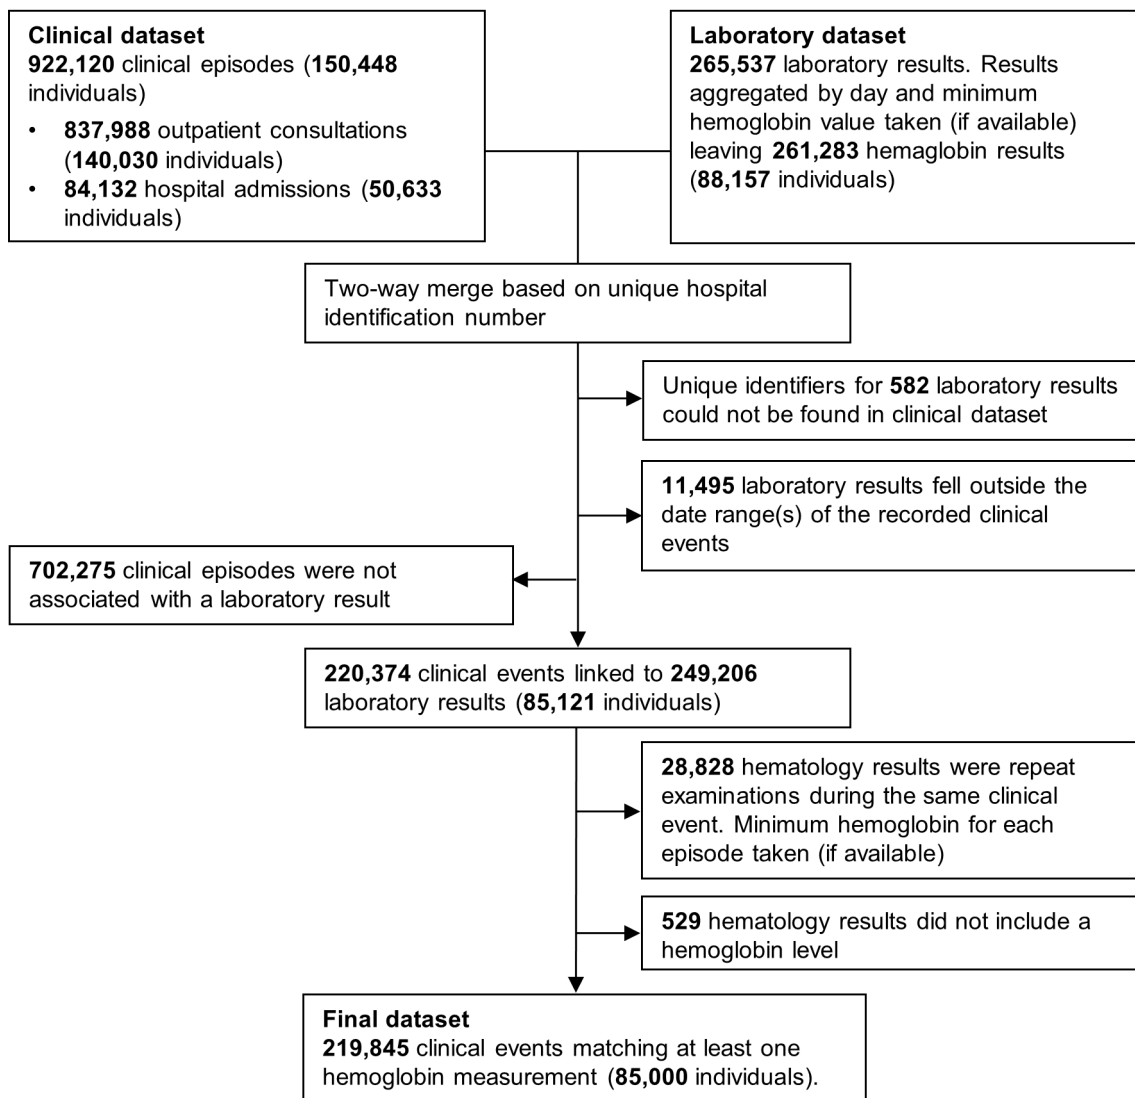 Clinical dataset
922,120 clinical episodes (150,448
individuals)
• 837,988 outpatient consultations
(140,030 individuals)
• 84,132 hospital admissions (50,633
individuals)
Laboratory dataset
265,537 laboratory results. Results
aggregated by day and minimum
hemoglobin value taken (if available)
leaving 261,283 hemaglobin results
(88,157 individuals)
Two-way merge based on unique hospital
identification number
Unique identifiers for 582 laboratory results
could not be found in clinical dataset
11,495 laboratory results fell outside the
date range(s) of the recorded clinical
events
702,275 clinical episodes were not
associated with a laboratory result
220,374 clinical events linked to 249,206
laboratory results (85,121 individuals)
28,828 hematology results were repeat
examinations during the same clinical
event. Minimum hemoglobin for each
episode taken (if available)
529 hematology results did not include a
hemoglobin level
Final dataset
219,845 clinical events matching at least one
hemoglobin measurement (85,000 individuals).